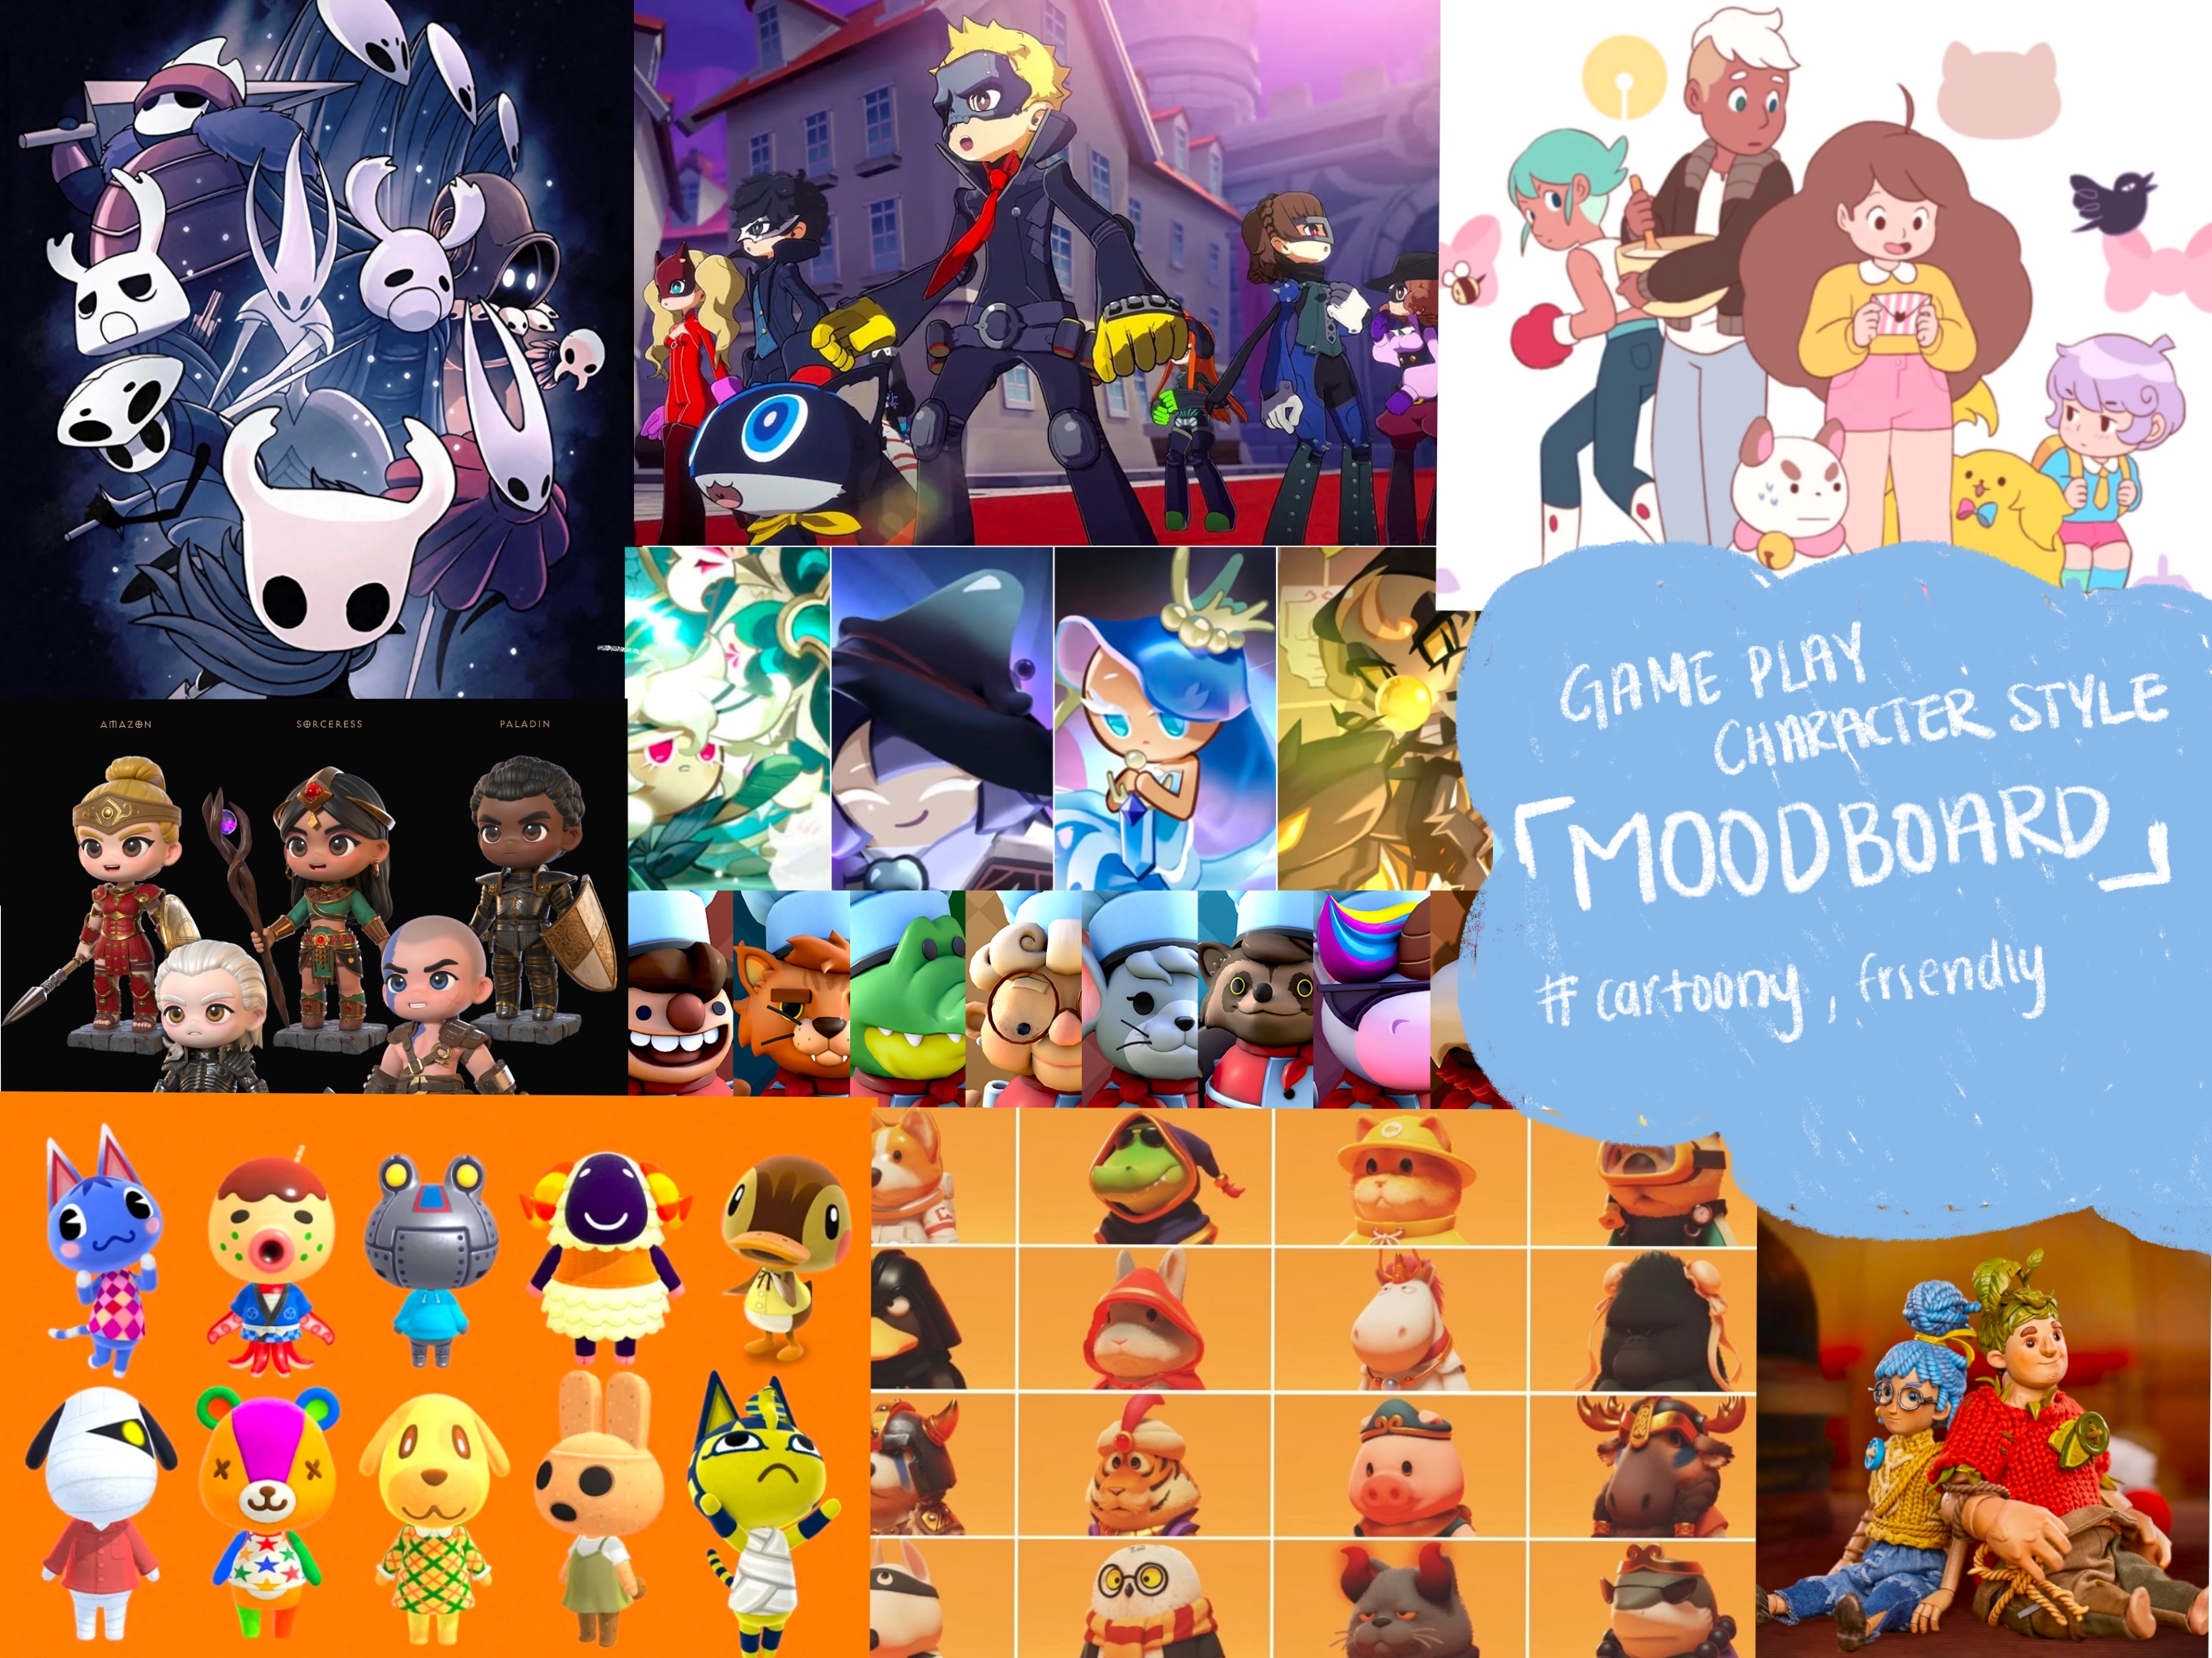 GAME PLAY
CHARACTER STYLE
「MOODBOARD」
# cartoony, friendly
AMAZON
SORCERESS
PALADIN